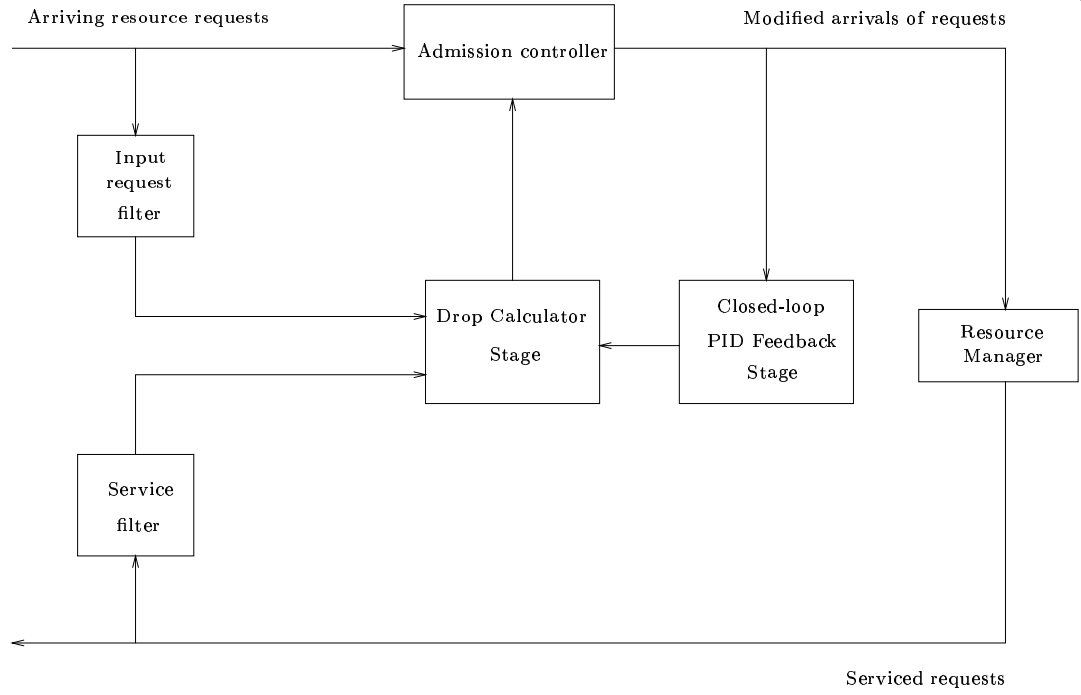 Arriving resource requests
Modified arrivals of requests
Admission controller
Input
request
filter
Drop Calculator
Stage
Closed-loop
PID Feedback
Stage
Resource
Manager
Service
filter
Serviced requests